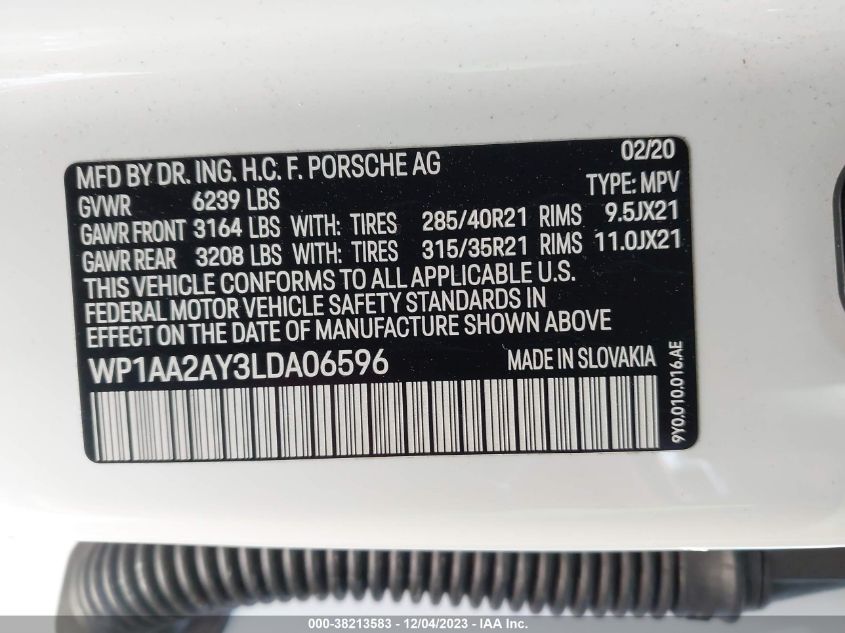 MFD BY DR. ING. H.C. F. PORSCHE AG 02/20
GVWR 6239 LBS TYPE: MPV
GAWR FRONT 3164 LBS WITH: TIRES 285/40R21 RIMS 9.5JX21
GAWR REAR 3208 LBS WITH: TIRES 315/35R21 RIMS 11.0JX21
THIS VEHICLE CONFORMS TO ALL APPLICABLE U.S.
FEDERAL MOTOR VEHICLE SAFETY STANDARDS IN
EFFECT ON THE DATE OF MANUFACTURE SHOWN ABOVE
WP1AA2AY3LDA06596 MADE IN SLOVAKIA
9Y0.010.016.AE
000-38213583 - 12/04/2023 - IAA Inc.